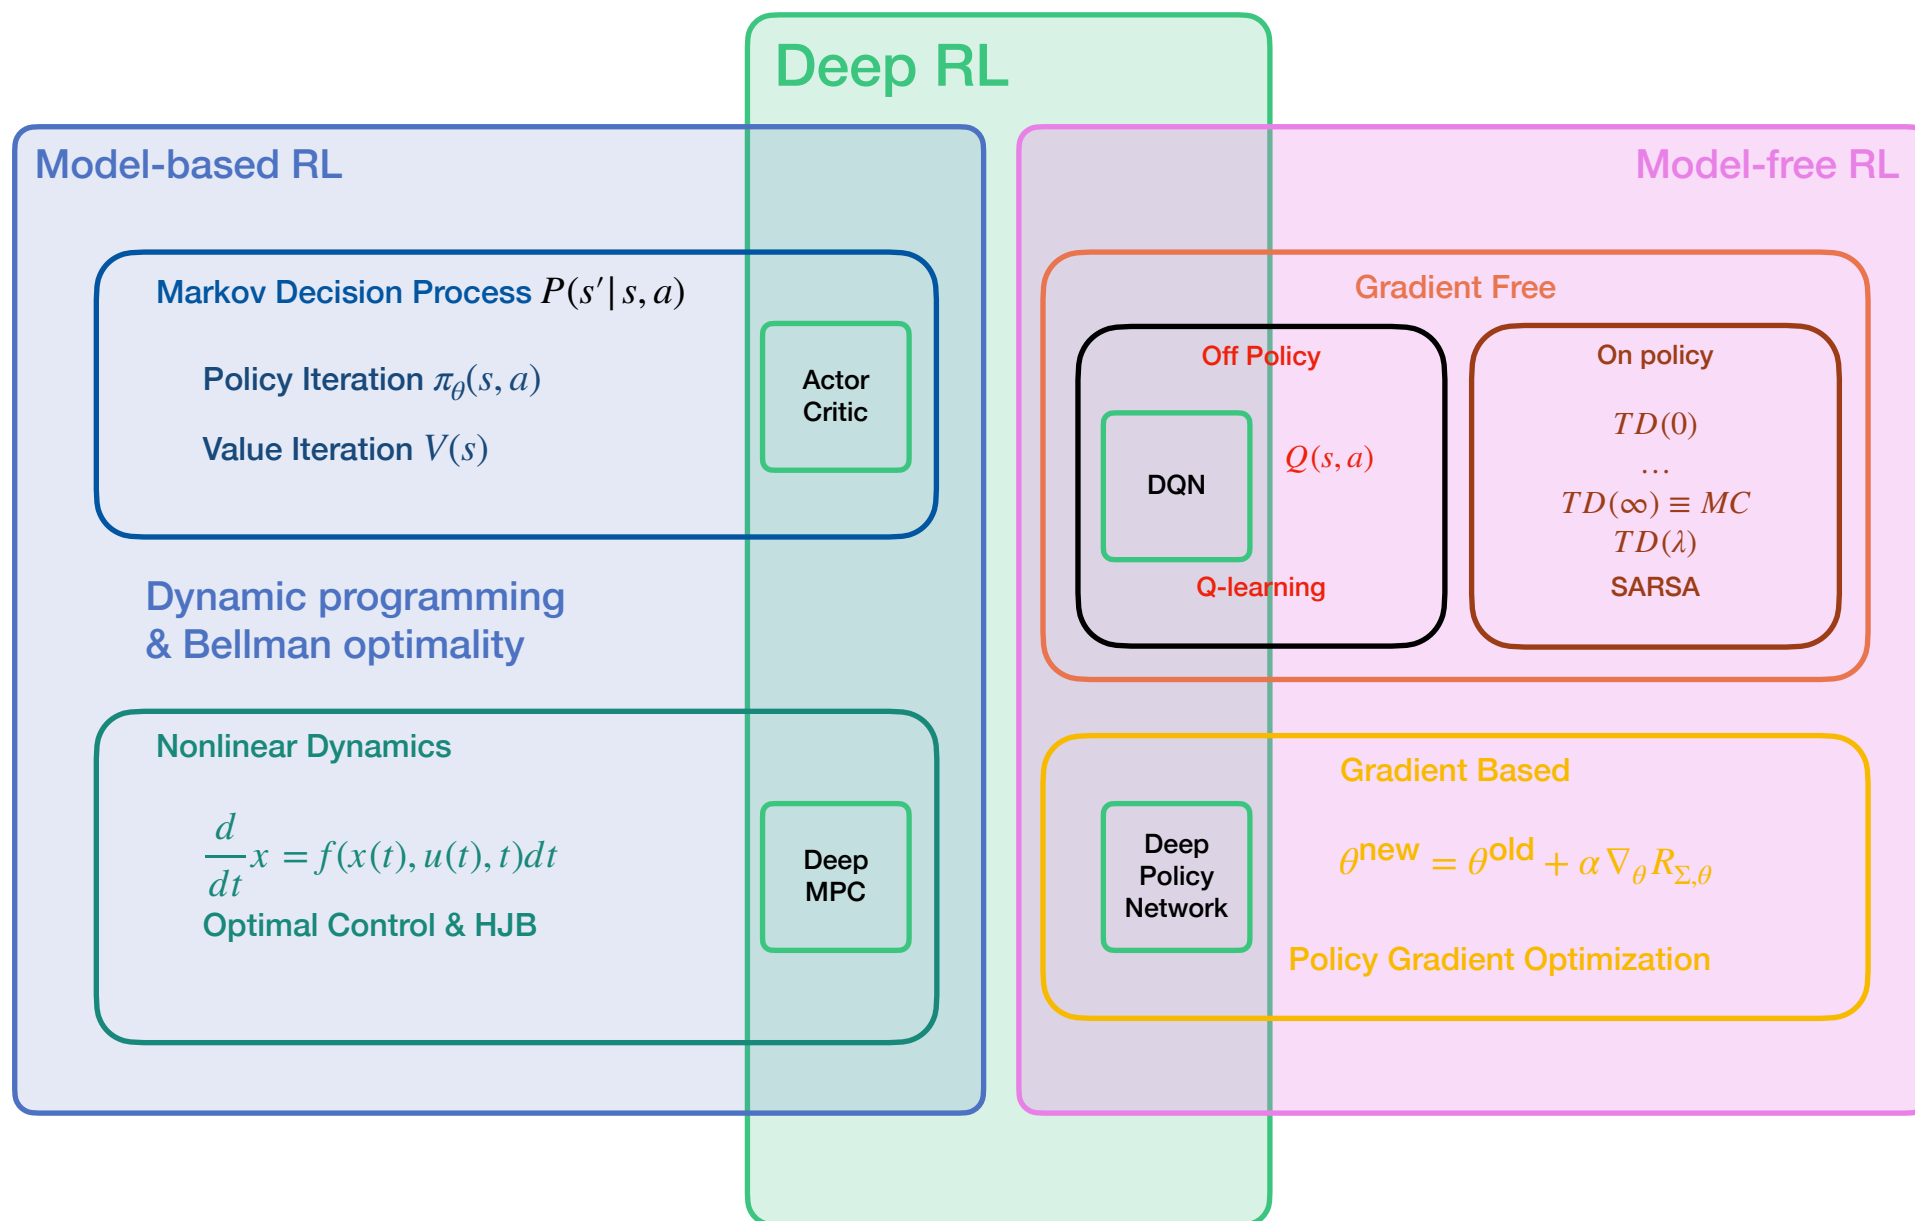 Deep RL
Model-based RL
Markov Decision Process P(s′| s, a)
Policy Iteration π_θ(s, a)
Value Iteration V(s)
Actor
Critic
Dynamic programming
& Bellman optimality
Nonlinear Dynamics
d/dt x = f(x(t), u(t), t)dt
Optimal Control & HJB
Deep
MPC
Model-free RL
Gradient Free
Off Policy
Q(s, a)
DQN
Q-learning
On policy
TD(0)
…
TD(∞) ≡ MC
TD(λ)
SARSA
Gradient Based
Deep
Policy
Network
θ^new = θ^old + α ∇_θ R_Σ,θ
Policy Gradient Optimization